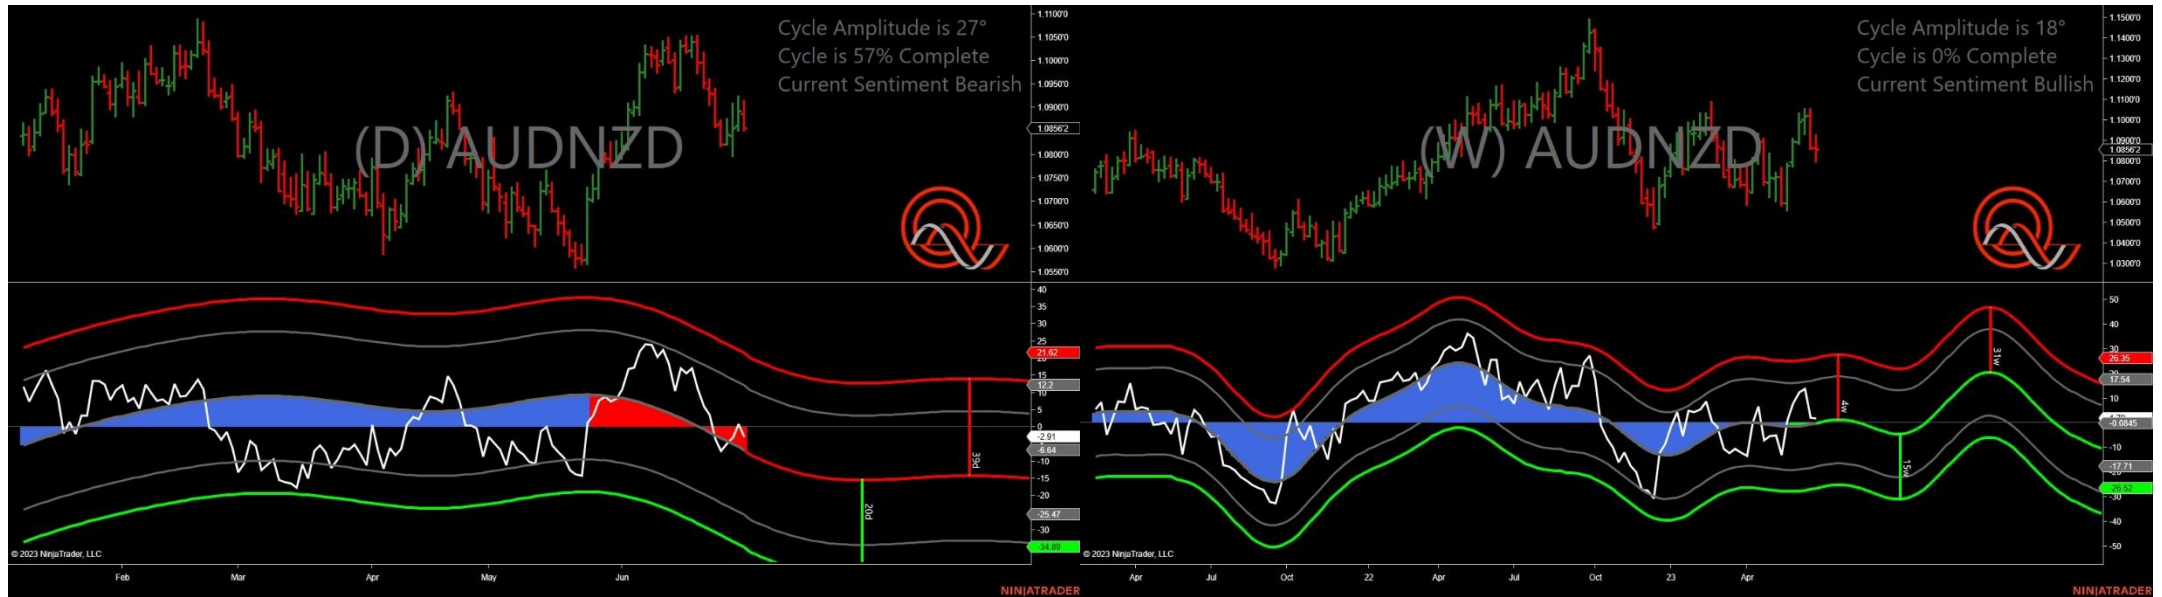 Cycle Amplitude is 27°
Cycle is 57% Complete
Current Sentiment Bearish
(D) AUDNZD
1.1100'0
1.1050'0
1.1000'0
1.0950'0
1.0900'0
1.0856'2
1.0800'0
1.0750'0
1.0700'0
1.0650'0
1.0600'0
1.0550'0
40
35
30
25
21.62
15
12.2
5
0
-2.91
-6.64
-10
-15
-20
-25.47
-30
-34.89
39d
20d
© 2023 NinjaTrader, LLC
Feb Mar Apr May Jun
NINJATRADER
Cycle Amplitude is 18°
Cycle is 0% Complete
Current Sentiment Bullish
(W) AUDNZD
1.1500'0
1.1400'0
1.1300'0
1.1200'0
1.1100'0
1.1000'0
1.0900'0
1.0856'2
1.0800'0
1.0700'0
1.0600'0
1.0500'0
1.0400'0
1.0300'0
50
40
30
26.35
17.54
10
-0.0845
-10
-17.71
-26.52
-30
-40
-50
31w
4w
15w
© 2023 NinjaTrader, LLC
Apr Jul Oct 22 Apr Jul Oct 23 Apr
NINJATRADER